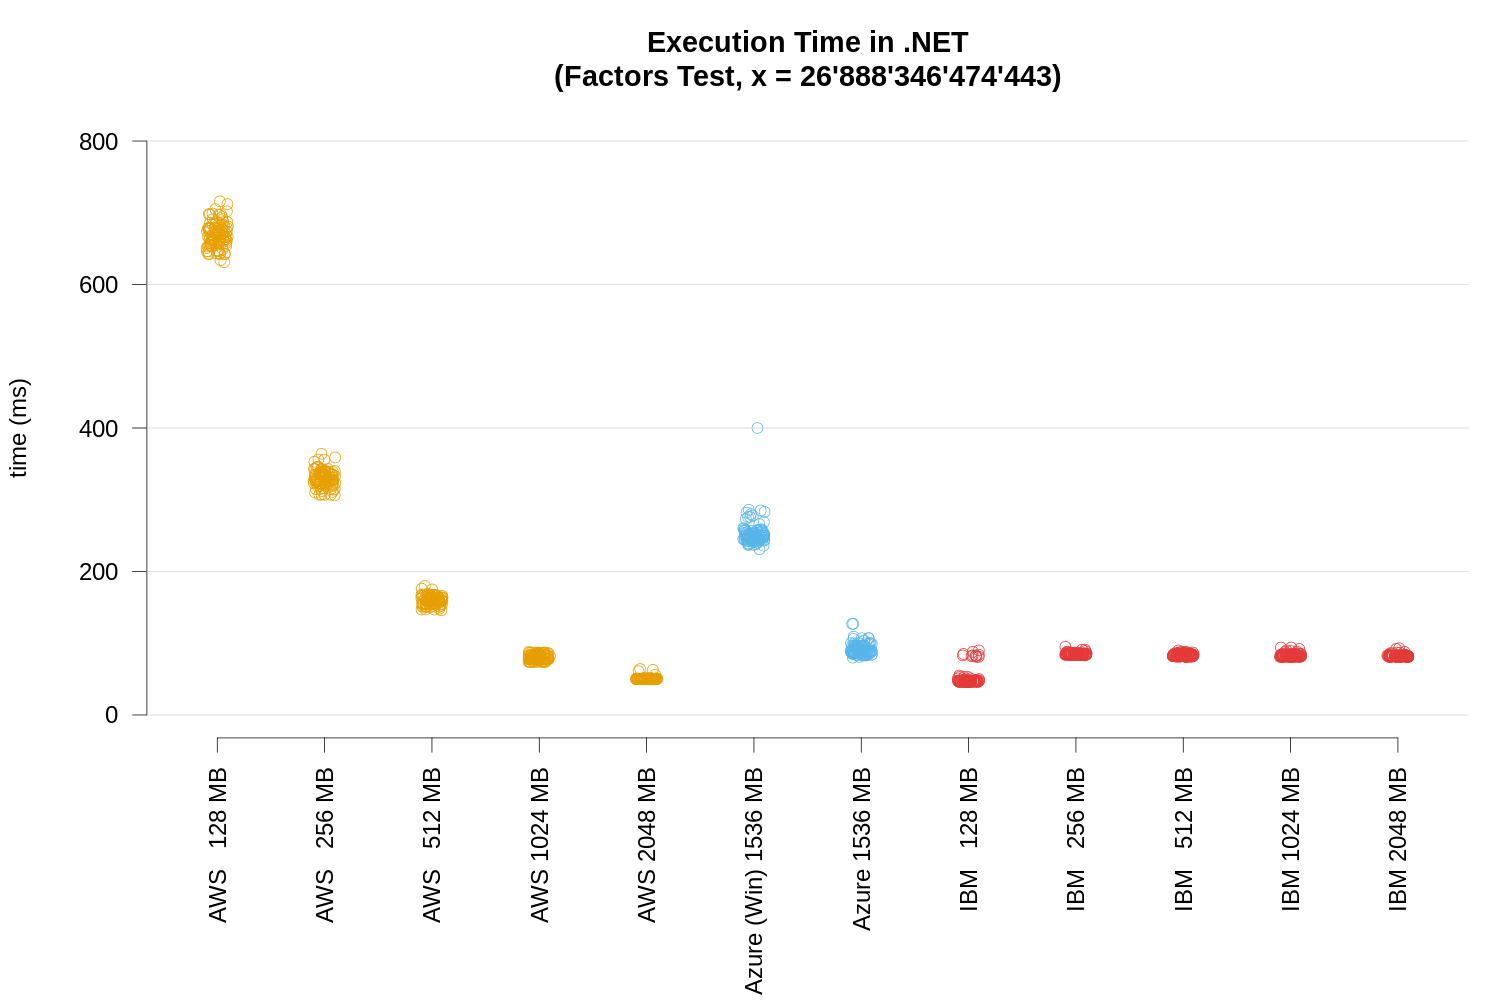 Execution Time in .NET
(Factors Test, x = 26'888'346'474'443)
time (ms)
800
600
400
200
0
AWS 128 MB
AWS 256 MB
AWS 512 MB
AWS 1024 MB
AWS 2048 MB
Azure (Win) 1536 MB
Azure 1536 MB
IBM 128 MB
IBM 256 MB
IBM 512 MB
IBM 1024 MB
IBM 2048 MB